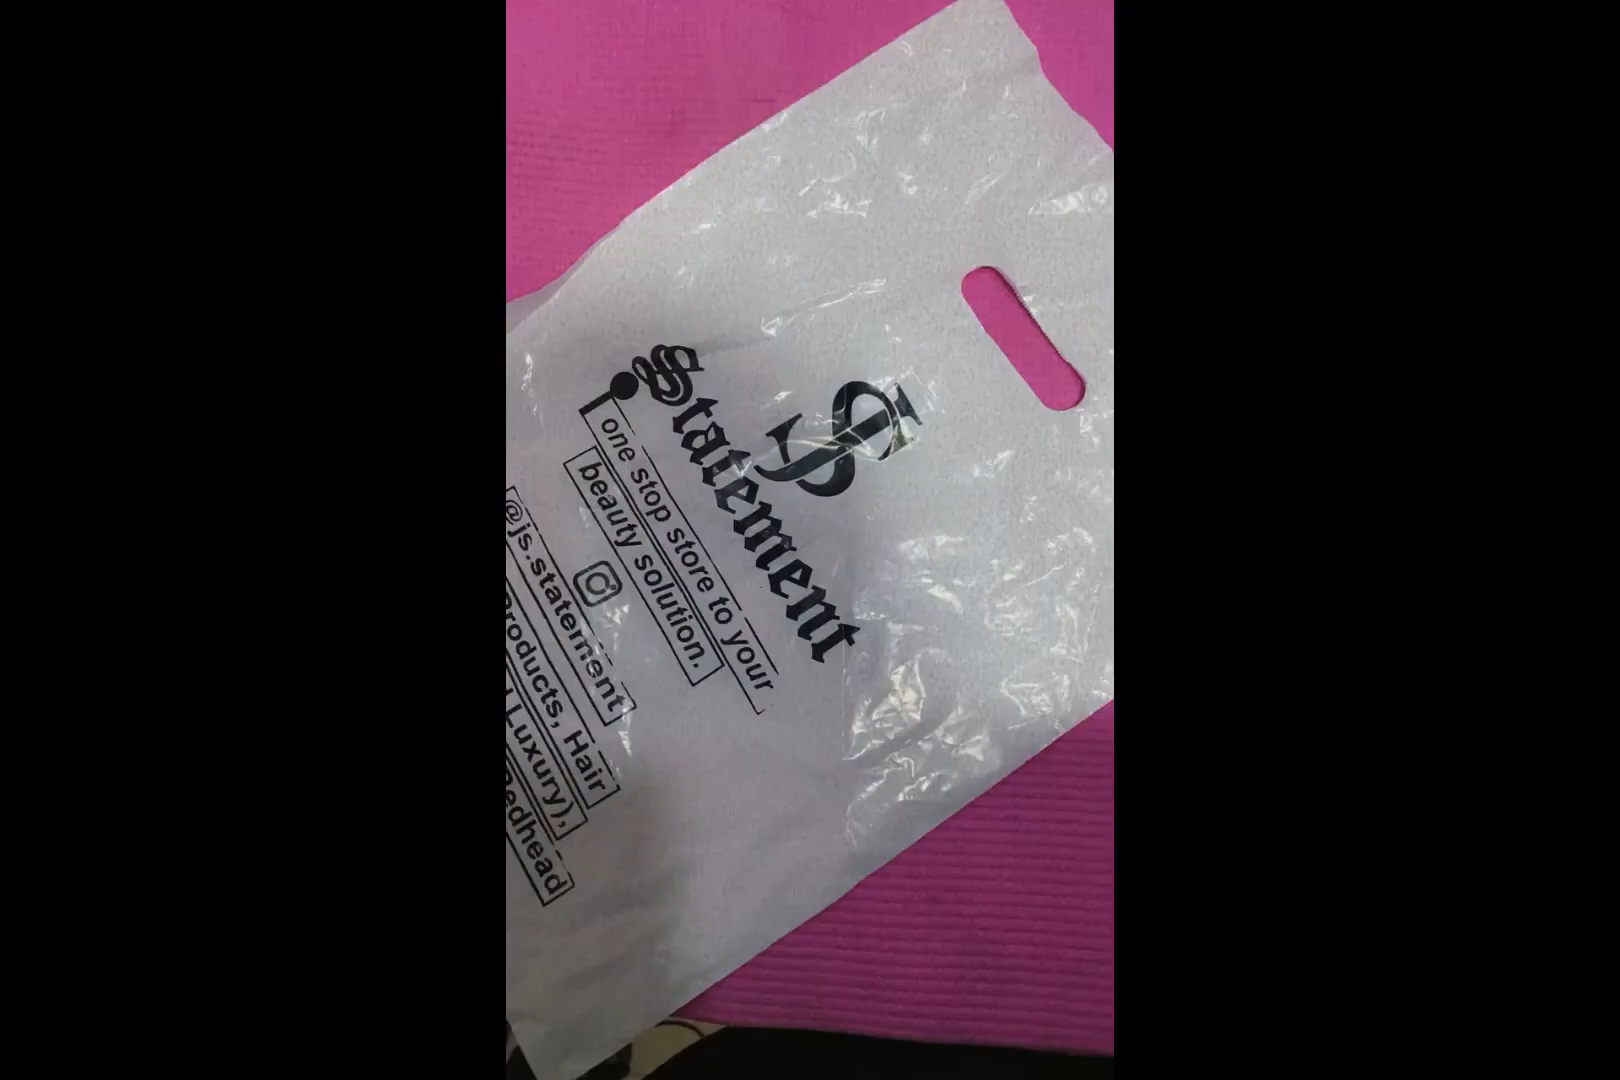 JS
Statement
one stop store to your
beauty solution.
@js.statement
Products, Hair
Luxury),
Redhead